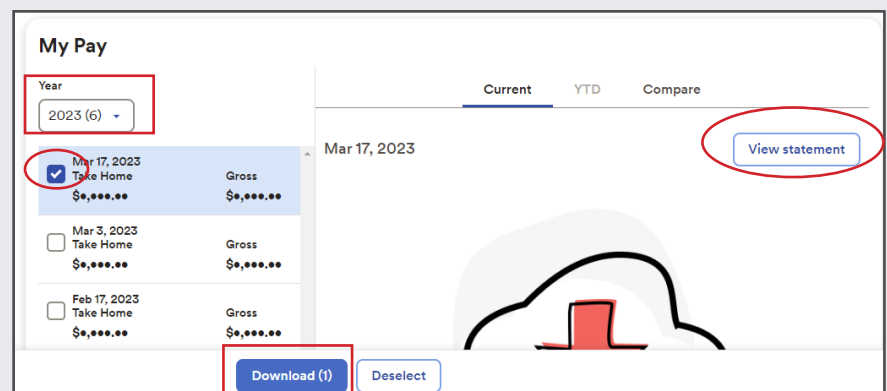 My Pay
Year
2023 (6)
Mar 17, 2023
Take Home Gross
$•,•••.•• $•,•••.••
Mar 3, 2023
Take Home Gross
$•,•••.•• $•,•••.••
Feb 17, 2023
Take Home Gross
$•,•••.•• $•,•••.••
Current YTD Compare
Mar 17, 2023 View statement
Download (1) Deselect